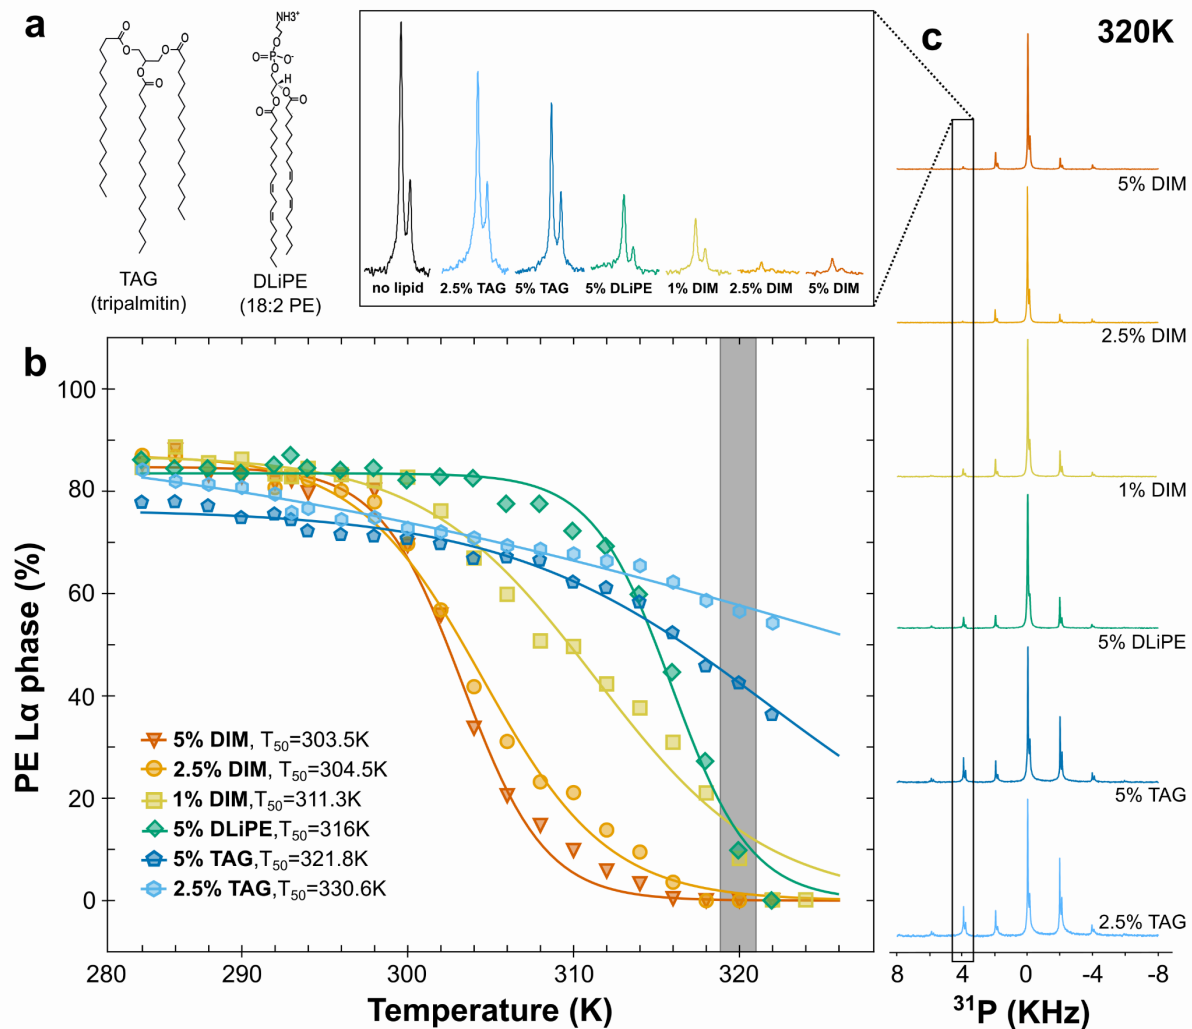 a
NH3⁺
O
O=P-O⁻
O
H
O
O
O
O
O
O
O
O
O
O
TAG
(tripalmitin)
DLiPE
(18:2 PE)
no lipid
2.5% TAG
5% TAG
5% DLiPE
1% DIM
2.5% DIM
5% DIM
c
320K
5% DIM
2.5% DIM
1% DIM
5% DLiPE
5% TAG
2.5% TAG
8 4 0 -4 -8
³¹P (KHz)
b
PE Lα phase (%)
100
80
60
40
20
0
5% DIM, T₅₀=303.5K
2.5% DIM, T₅₀=304.5K
1% DIM,T₅₀=311.3K
5% DLiPE,T₅₀=316K
5% TAG,T₅₀=321.8K
2.5% TAG,T₅₀=330.6K
280 290 300 310 320
Temperature (K)